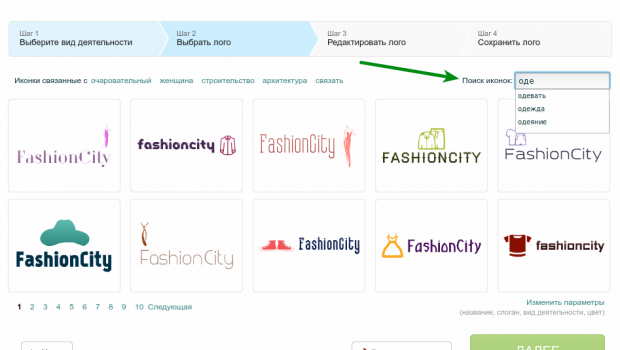 Шаг 1
Выберите вид деятельности
Шаг 2
Выбрать лого
Шаг 3
Редактировать лого
Шаг 4
Сохранить лого
Иконки связанные с очаровательный женщина строительство архитектура связать
Поиск иконок: оде
одевать
одежда
одеяние
FashionCity
fashioncity
FashionCity
FASHIONCITY
FashionCity
FashionCity
FashionCity
FashionCity
FashionCity
fashioncity
1 2 3 4 5 6 7 8 9 10 Следующая
Изменить параметры
(название, слоган, вид деятельности, цвет)